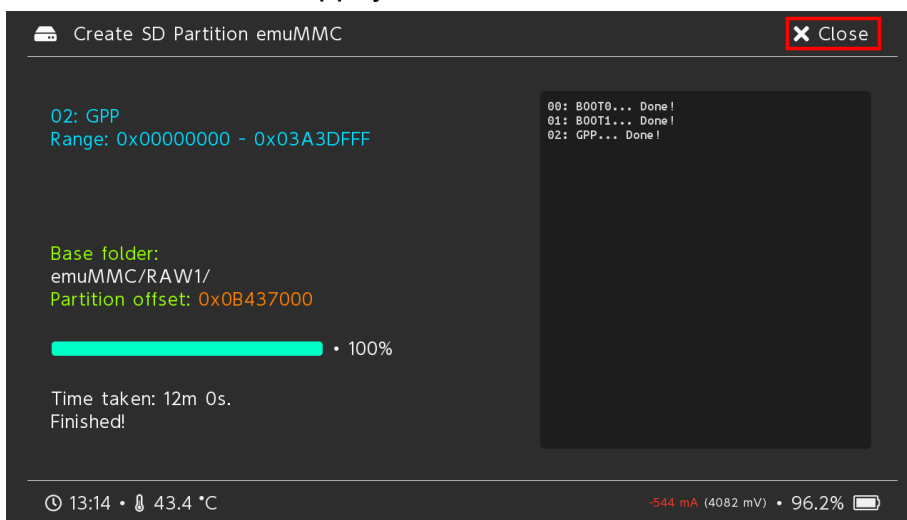 Create SD Partition emuMMC
✕ Close
02: GPP
Range: 0x00000000 - 0x03A3DFFF
00: BOOT0... Done!
01: BOOT1... Done!
02: GPP... Done!
Base folder:
emuMMC/RAW1/
Partition offset: 0x0B437000
• 100%
Time taken: 12m 0s.
Finished!
13:14 • 43.4 °C
-544 mA (4082 mV) • 96.2%